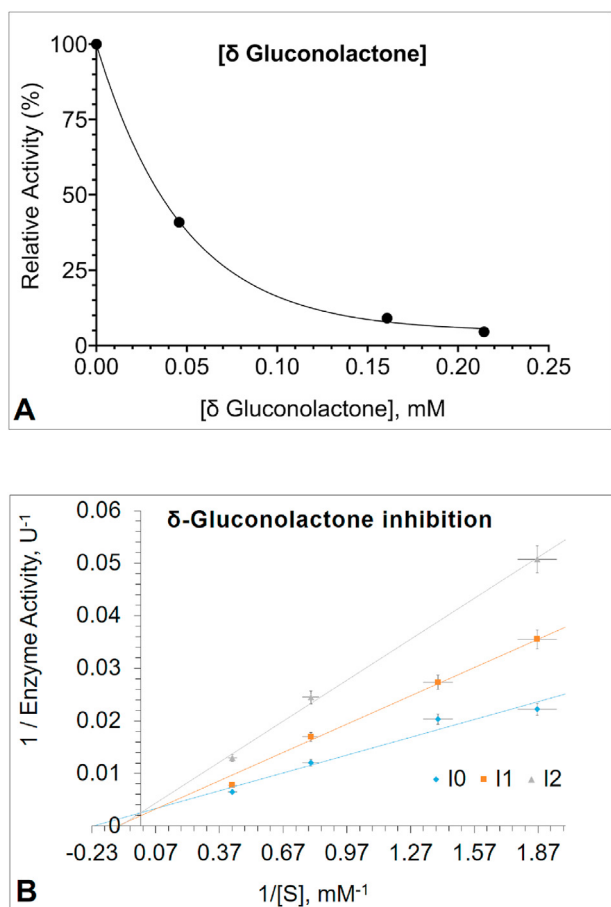 [δ Gluconolactone]
Relative Activity (%)
100
75
50
25
0
0.00 0.05 0.10 0.15 0.20 0.25
[δ Gluconolactone], mM
A
δ-Gluconolactone inhibition
1 / Enzyme Activity, U-1
0.06
0.05
0.04
0.03
0.02
0.01
0
I0 I1 I2
-0.23 0.07 0.37 0.67 0.97 1.27 1.57 1.87
1/[S], mM-1
B